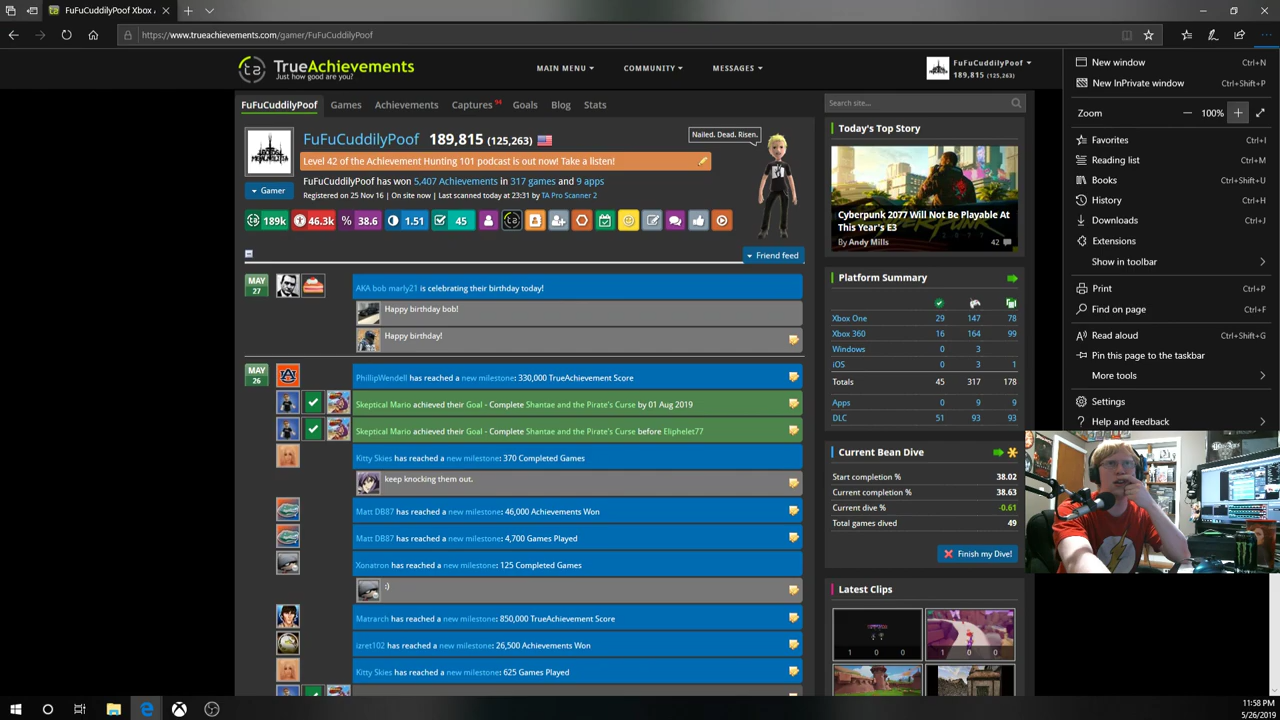 FuFuCuddilyPoof Xbox A
https://www.trueachievements.com/gamer/FuFuCuddilyPoof
TrueAchievements
Just how good are you?
MAIN MENU
COMMUNITY
MESSAGES
FuFuCuddilyPoof
189,815 (125,263)
FuFuCuddilyPoof
Games
Achievements
Captures 94
Goals
Blog
Stats
FuFuCuddilyPoof 189,815 (125,263)
Nailed. Dead. Risen.
Level 42 of the Achievement Hunting 101 podcast is out now! Take a listen!
Gamer
FuFuCuddilyPoof has won 5,407 Achievements in 317 games and 9 apps
Registered on 25 Nov 16 | On site now | Last scanned today at 23:31 by TA Pro Scanner 2
189k
46.3k
% 38.6
1.51
45
Friend feed
MAY
27
AKA bob marly21 is celebrating their birthday today!
Happy birthday bob!
Happy birthday!
MAY
26
PhillipWendell has reached a new milestone: 330,000 TrueAchievement Score
Skeptical Mario achieved their Goal - Complete Shantae and the Pirate's Curse by 01 Aug 2019
Skeptical Mario achieved their Goal - Complete Shantae and the Pirate's Curse before Eliphelet77
Kitty Skies has reached a new milestone: 370 Completed Games
keep knocking them out.
Matt DB87 has reached a new milestone: 46,000 Achievements Won
Matt DB87 has reached a new milestone: 4,700 Games Played
Xonatron has reached a new milestone: 125 Completed Games
:)
Matrarch has reached a new milestone: 850,000 TrueAchievement Score
izret102 has reached a new milestone: 26,500 Achievements Won
Kitty Skies has reached a new milestone: 625 Games Played
Search site...
Today's Top Story
Cyberpunk 2077 Will Not Be Playable At
This Year's E3
By Andy Mills
42
Platform Summary
Xbox One 29 147 78
Xbox 360 16 164 99
Windows 0 3
iOS 0 3 1
Totals 45 317 178
Apps 0 9 9
DLC 51 93 93
Current Bean Dive
Start completion % 38.02
Current completion % 38.63
Current dive % -0.61
Total games dived 49
Finish my Dive!
Latest Clips
1 0 0
1 0 0
New window Ctrl+N
New InPrivate window Ctrl+Shift+P
Zoom — 100% +
Favorites Ctrl+I
Reading list Ctrl+M
Books Ctrl+U
History Ctrl+H
Downloads Ctrl+J
Extensions
Show in toolbar
Print Ctrl+P
Find on page Ctrl+F
Read aloud Ctrl+Shift+G
Pin this page to the taskbar
More tools
Settings
Help and feedback
11:58 PM
5/26/2019